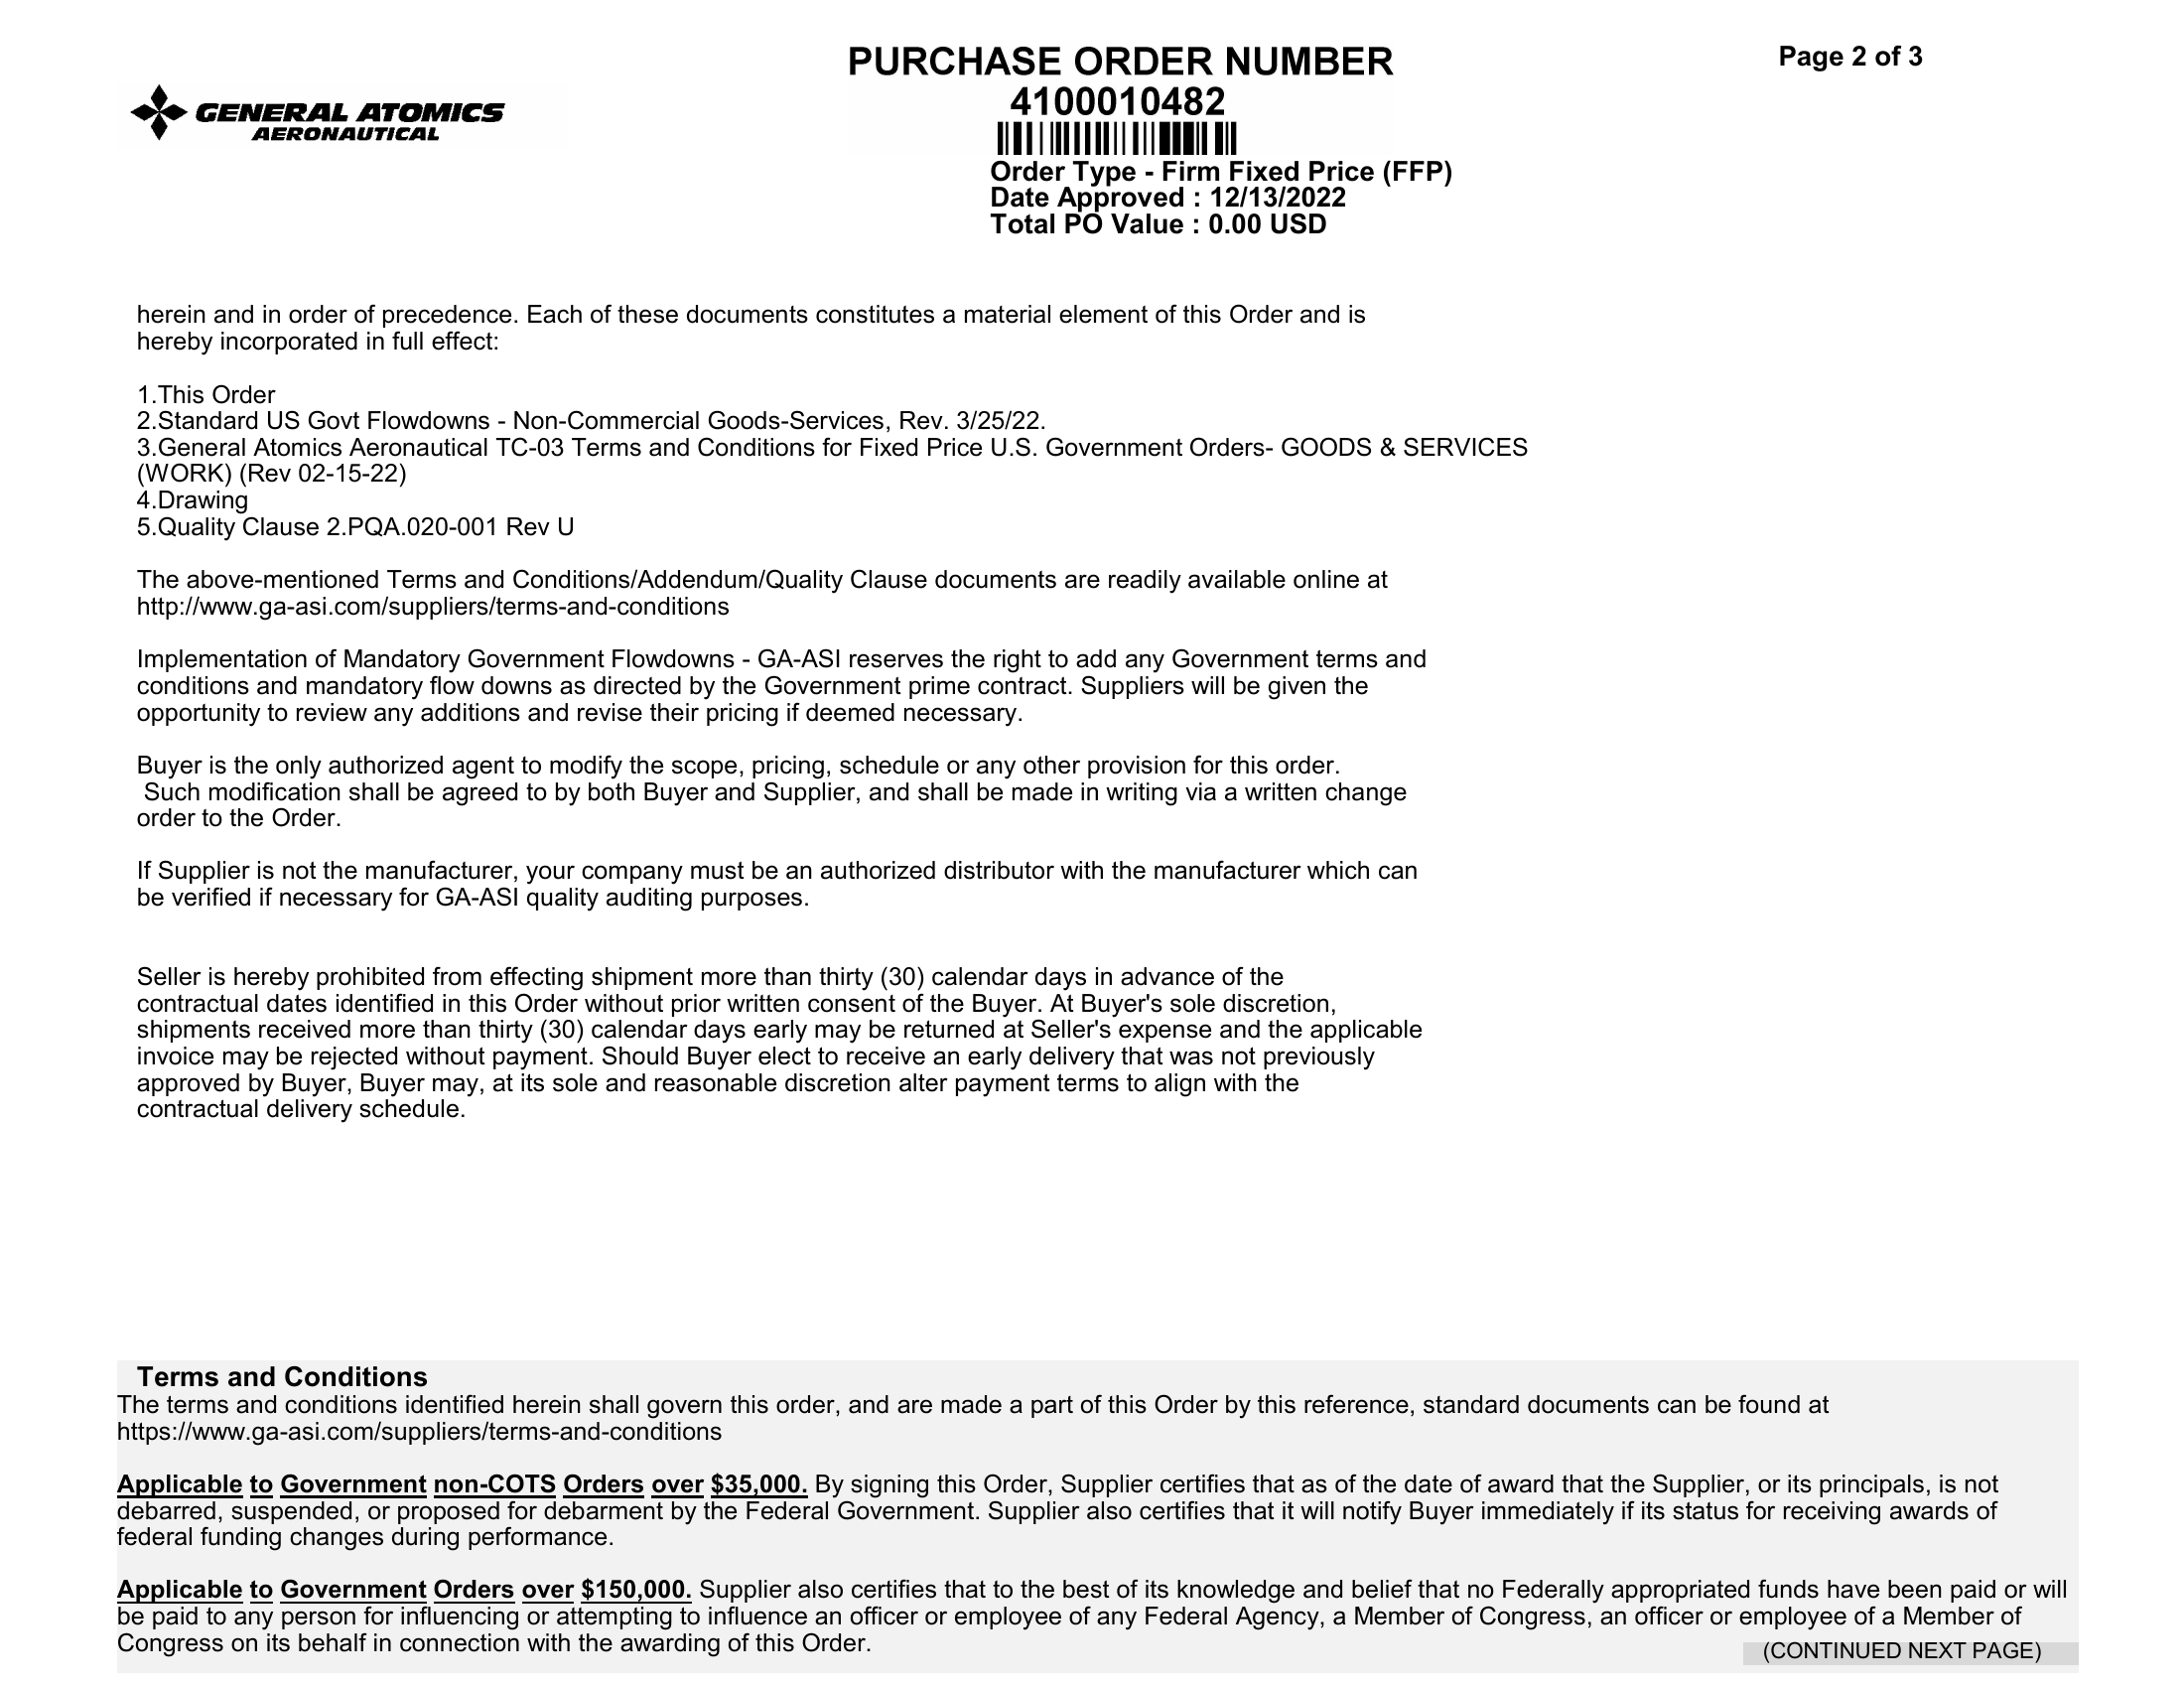 PURCHASE ORDER NUMBER
Page 2 of 3
4100010482
GENERAL ATOMICS
AERONAUTICAL
Order Type - Firm Fixed Price (FFP)
Date Approved : 12/13/2022
Total PO Value : 0.00 USD
herein and in order of precedence. Each of these documents constitutes a material element of this Order and is
hereby incorporated in full effect:
1.This Order
2.Standard US Govt Flowdowns - Non-Commercial Goods-Services, Rev. 3/25/22.
3.General Atomics Aeronautical TC-03 Terms and Conditions for Fixed Price U.S. Government Orders- GOODS & SERVICES
(WORK) (Rev 02-15-22)
4.Drawing
5.Quality Clause 2.PQA.020-001 Rev U
The above-mentioned Terms and Conditions/Addendum/Quality Clause documents are readily available online at
http://www.ga-asi.com/suppliers/terms-and-conditions
Implementation of Mandatory Government Flowdowns - GA-ASI reserves the right to add any Government terms and
conditions and mandatory flow downs as directed by the Government prime contract. Suppliers will be given the
opportunity to review any additions and revise their pricing if deemed necessary.
Buyer is the only authorized agent to modify the scope, pricing, schedule or any other provision for this order.
Such modification shall be agreed to by both Buyer and Supplier, and shall be made in writing via a written change
order to the Order.
If Supplier is not the manufacturer, your company must be an authorized distributor with the manufacturer which can
be verified if necessary for GA-ASI quality auditing purposes.
Seller is hereby prohibited from effecting shipment more than thirty (30) calendar days in advance of the
contractual dates identified in this Order without prior written consent of the Buyer. At Buyer's sole discretion,
shipments received more than thirty (30) calendar days early may be returned at Seller's expense and the applicable
invoice may be rejected without payment. Should Buyer elect to receive an early delivery that was not previously
approved by Buyer, Buyer may, at its sole and reasonable discretion alter payment terms to align with the
contractual delivery schedule.
Terms and Conditions
The terms and conditions identified herein shall govern this order, and are made a part of this Order by this reference, standard documents can be found at
https://www.ga-asi.com/suppliers/terms-and-conditions
Applicable to Government non-COTS Orders over $35,000. By signing this Order, Supplier certifies that as of the date of award that the Supplier, or its principals, is not
debarred, suspended, or proposed for debarment by the Federal Government. Supplier also certifies that it will notify Buyer immediately if its status for receiving awards of
federal funding changes during performance.
Applicable to Government Orders over $150,000. Supplier also certifies that to the best of its knowledge and belief that no Federally appropriated funds have been paid or will
be paid to any person for influencing or attempting to influence an officer or employee of any Federal Agency, a Member of Congress, an officer or employee of a Member of
Congress on its behalf in connection with the awarding of this Order.
(CONTINUED NEXT PAGE)